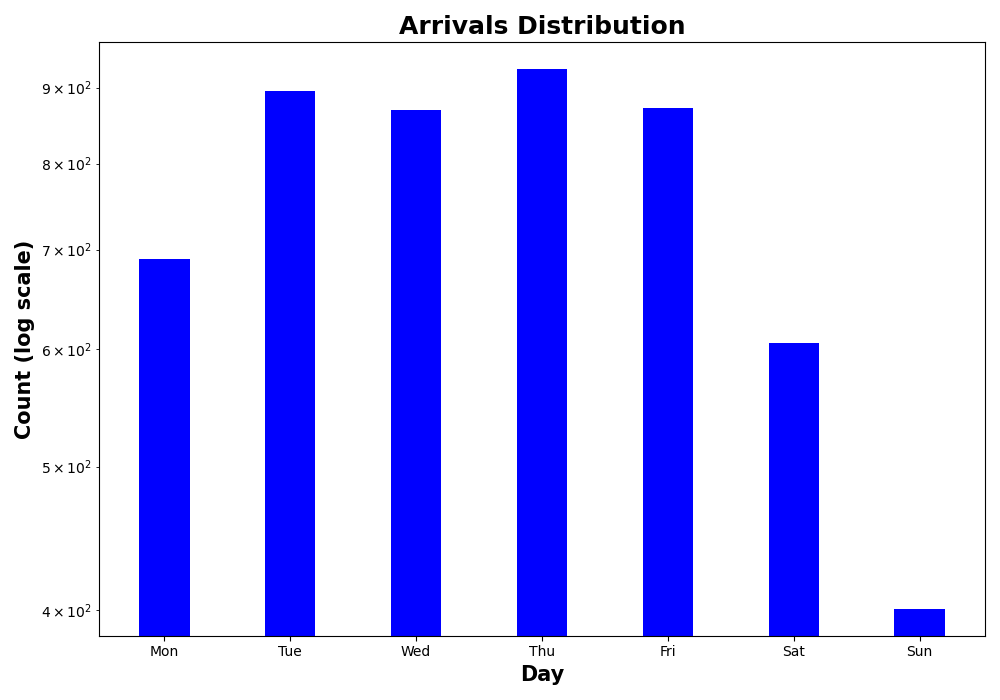 Arrivals Distribution
Count (log scale)
9 × 10²
8 × 10²
7 × 10²
6 × 10²
5 × 10²
4 × 10²
Mon Tue Wed Thu Fri Sat Sun
Day